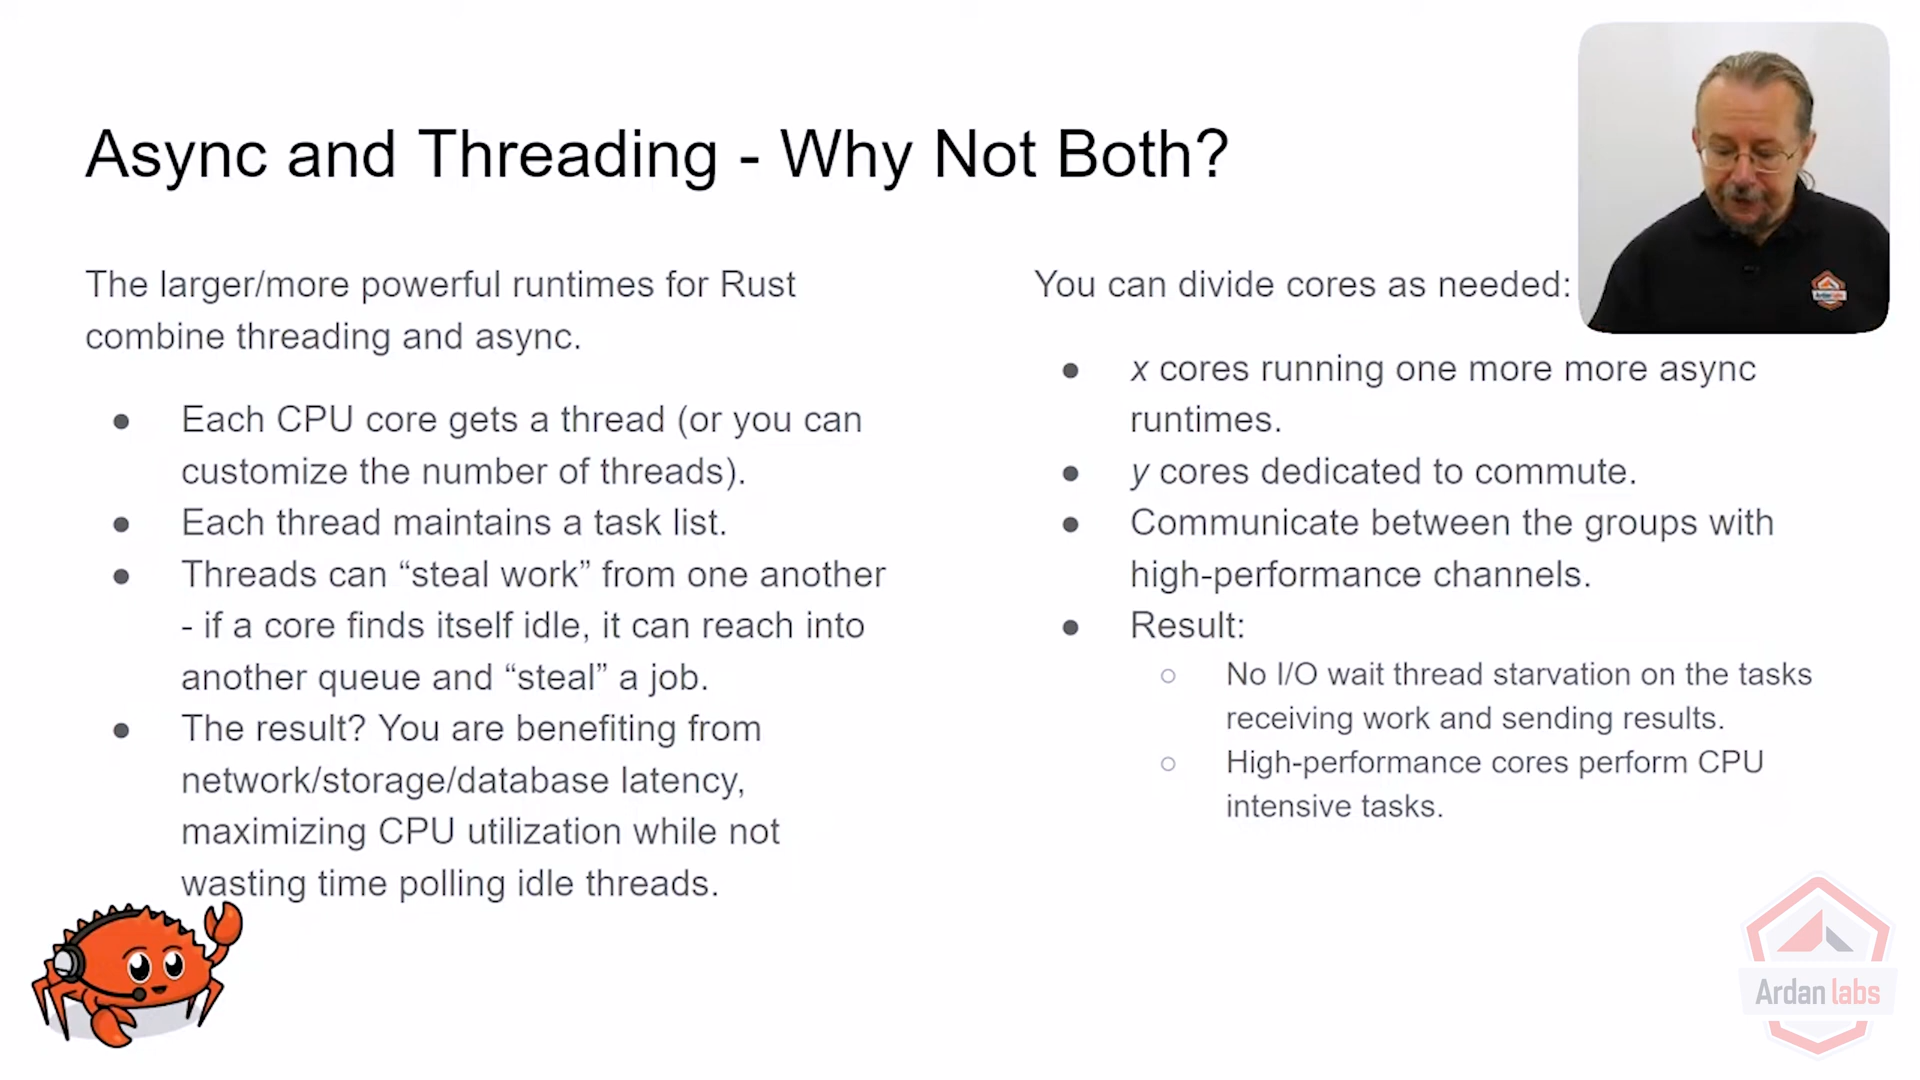 Async and Threading - Why Not Both?
The larger/more powerful runtimes for Rust
combine threading and async.
● Each CPU core gets a thread (or you can
customize the number of threads).
● Each thread maintains a task list.
● Threads can “steal work” from one another
- if a core finds itself idle, it can reach into
another queue and “steal” a job.
● The result? You are benefiting from
network/storage/database latency,
maximizing CPU utilization while not
wasting time polling idle threads.
You can divide cores as needed:
● x cores running one more more async
runtimes.
● y cores dedicated to commute.
● Communicate between the groups with
high-performance channels.
● Result:
○ No I/O wait thread starvation on the tasks
receiving work and sending results.
○ High-performance cores perform CPU
intensive tasks.
Ardan labs
Ardan labs